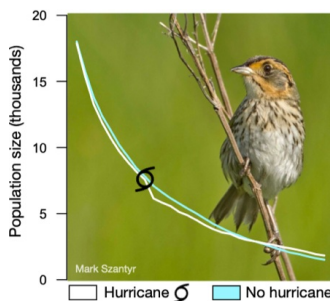 20
15
10
5
0
Population size (thousands)
Mark Szantyr
Hurricane
No hurricane